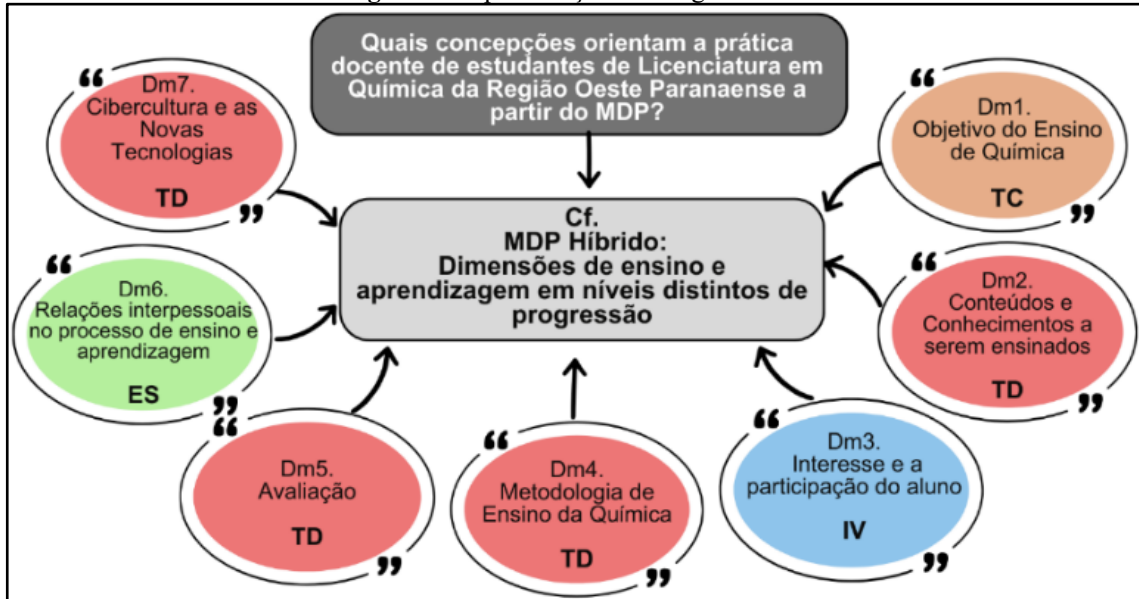 Quais concepções orientam a prática
docente de estudantes de Licenciatura em
Química da Região Oeste Paranaense a
partir do MDP?
Cf.
MDP Híbrido:
Dimensões de ensino e
aprendizagem em níveis distintos de
progressão
“
Dm1.
Objetivo do Ensino
de Química
TC
”
“
Dm2.
Conteúdos e
Conhecimentos a
serem ensinados
TD
”
“
Dm3.
Interesse e a
participação do aluno
IV
”
“
Dm4.
Metodologia de
Ensino da Química
TD
”
“
Dm5.
Avaliação
TD
”
“
Dm6.
Relações interpessoais
no processo de ensino e
aprendizagem
ES
”
“
Dm7.
Cibercultura e as
Novas
Tecnologias
TD
”